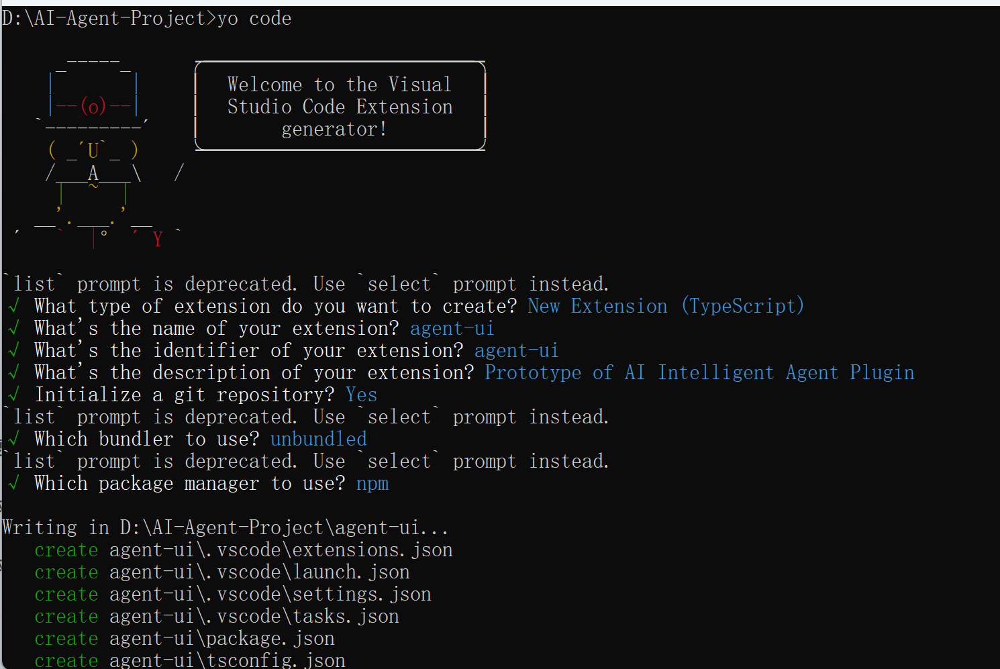 D:\AI-Agent-Project>yo code
     _-----_     ╭──────────────────────────╮
    |       |    │   Welcome to the Visual  │
    |--(o)--|    │   Studio Code Extension  │
   `---------´   │        generator!        │
    ( _´U`_ )    ╰──────────────────────────╯
    /___A___\   /
     |  ~  |
   __'.___.'__
 ´   `  |° ´ Y `
`list` prompt is deprecated. Use `select` prompt instead.
√ What type of extension do you want to create? New Extension (TypeScript)
√ What's the name of your extension? agent-ui
√ What's the identifier of your extension? agent-ui
√ What's the description of your extension? Prototype of AI Intelligent Agent Plugin
√ Initialize a git repository? Yes
`list` prompt is deprecated. Use `select` prompt instead.
√ Which bundler to use? unbundled
`list` prompt is deprecated. Use `select` prompt instead.
√ Which package manager to use? npm
Writing in D:\AI-Agent-Project\agent-ui...
   create agent-ui\.vscode\extensions.json
   create agent-ui\.vscode\launch.json
   create agent-ui\.vscode\settings.json
   create agent-ui\.vscode\tasks.json
   create agent-ui\package.json
   create agent-ui\tsconfig.json